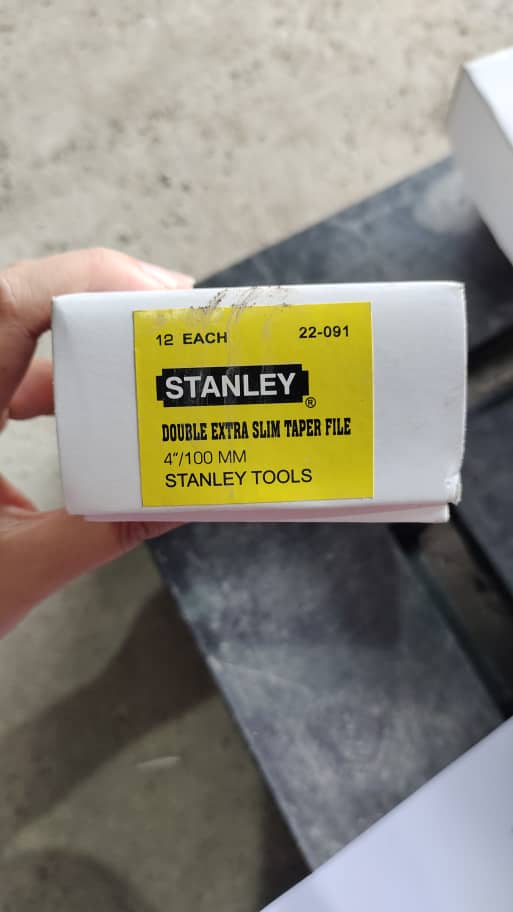 12 EACH 22-091
STANLEY®
DOUBLE EXTRA SLIM TAPER FILE
4"/100 MM
STANLEY TOOLS